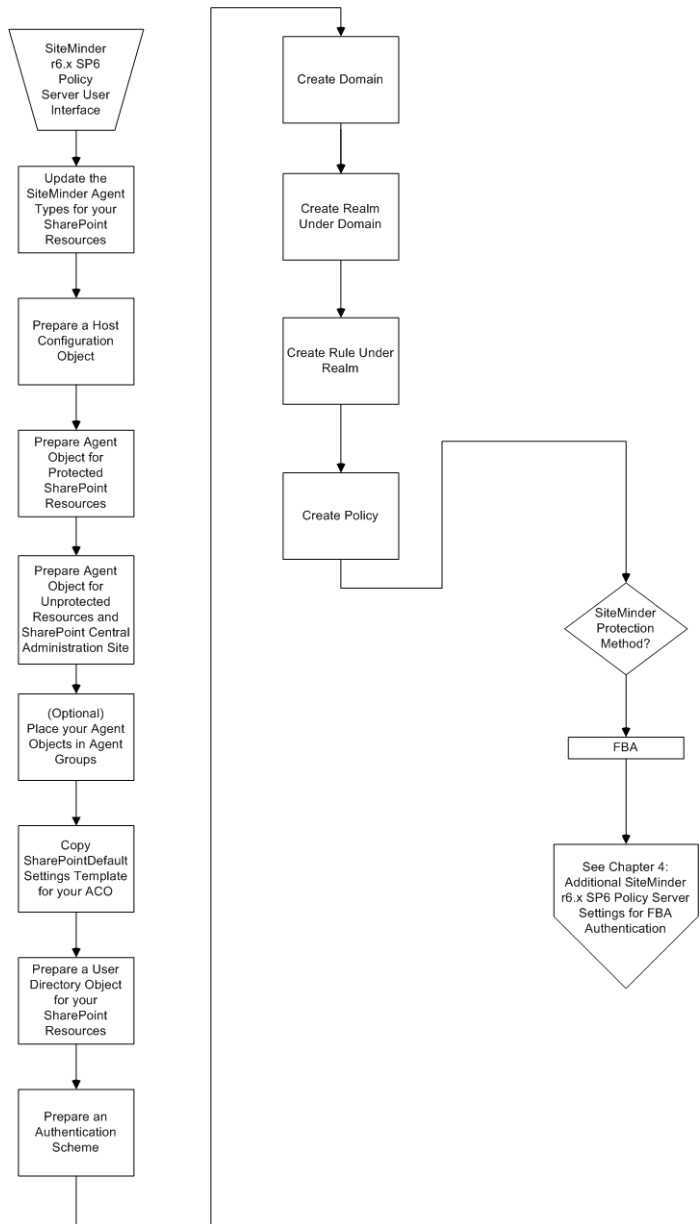 SiteMinder
r6.x SP6
Policy
Server User
Interface
Update the
SiteMinder Agent
Types for your
SharePoint
Resources
Prepare a Host
Configuration
Object
Prepare Agent
Object for
Protected
SharePoint
Resources
Prepare Agent
Object for
Unprotected
Resources and
SharePoint Central
Administration Site
(Optional)
Place your Agent
Objects in Agent
Groups
Copy
SharePointDefault
Settings Template
for your ACO
Prepare a User
Directory Object
for your
SharePoint
Resources
Prepare an
Authentication
Scheme
Create Domain
Create Realm
Under Domain
Create Rule Under
Realm
Create Policy
SiteMinder
Protection
Method?
FBA
See Chapter 4:
Additional SiteMinder
r6.x SP6 Policy Server
Settings for FBA
Authentication